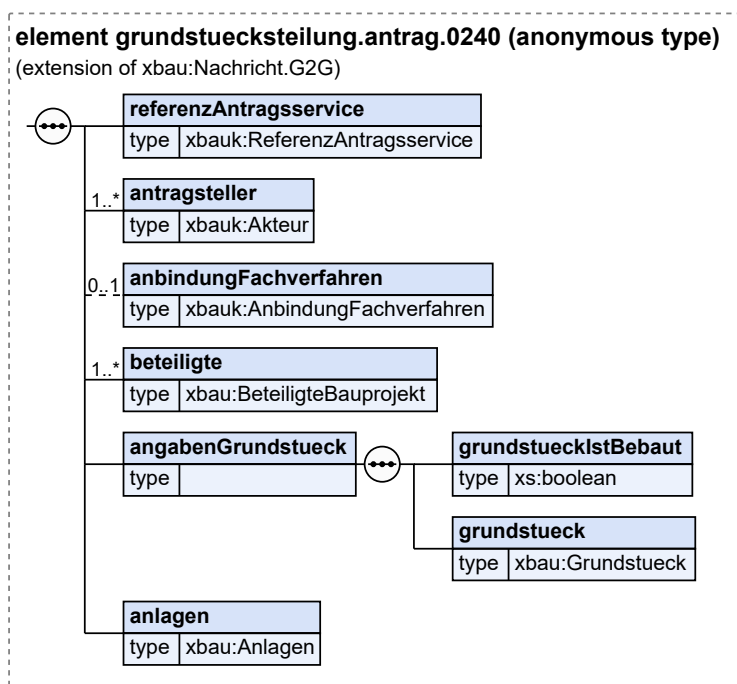 element grundstuecksteilung.antrag.0240 (anonymous type)
(extension of xbau:Nachricht.G2G)
referenzAntragsservice
type xbauk:ReferenzAntragsservice
1..* antragsteller
type xbauk:Akteur
0..1 anbindungFachverfahren
type xbauk:AnbindungFachverfahren
1..* beteiligte
type xbau:BeteiligteBauprojekt
angabenGrundstueck
type
grundstueckIstBebaut
type xs:boolean
grundstueck
type xbau:Grundstueck
anlagen
type xbau:Anlagen